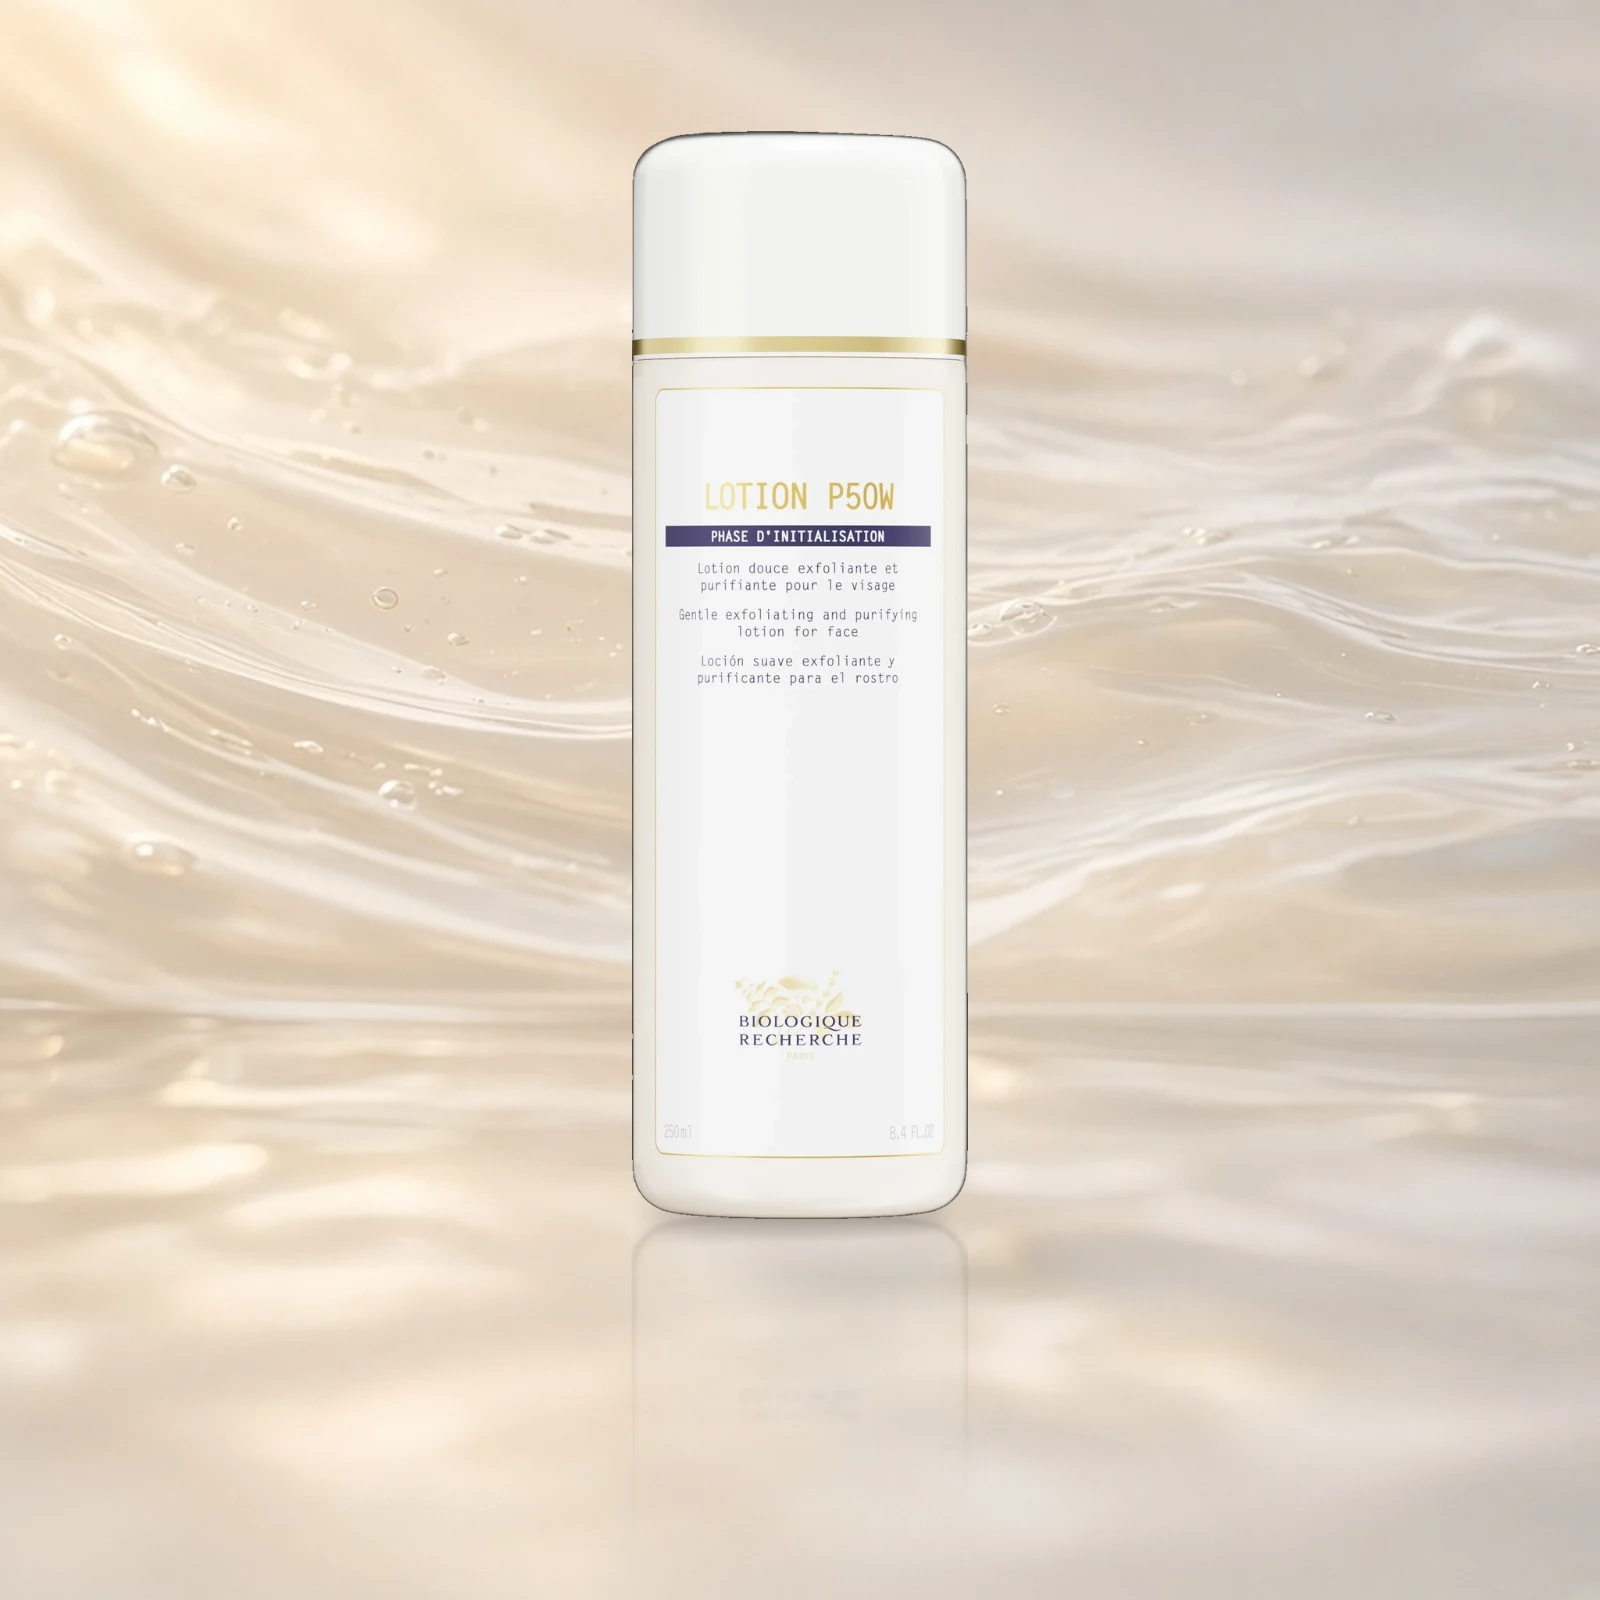 LOTION P50W
PHASE D'INITIALISATION
Lotion douce exfoliante et
purifiante pour le visage
Gentle exfoliating and purifying
lotion for face
Loción suave exfoliante y
purificante para el rostro
BIOLOGIQUE
RECHERCHE
PARIS
250ml
8.4 FL.OZ